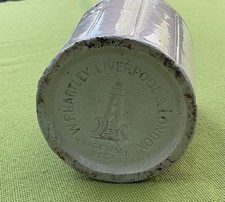 W.P. HARTLEY LIVERPOOL & LONDON
TRADE MARK